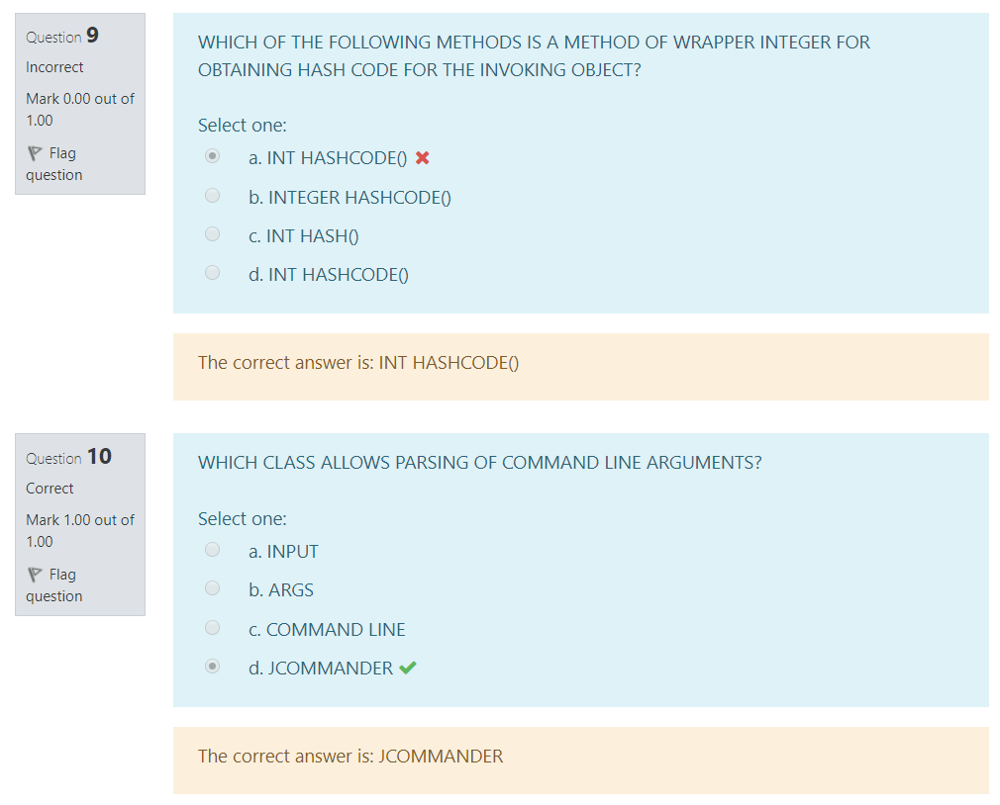 Question 9
Incorrect
Mark 0.00 out of
1.00
Flag
question
WHICH OF THE FOLLOWING METHODS IS A METHOD OF WRAPPER INTEGER FOR
OBTAINING HASH CODE FOR THE INVOKING OBJECT?
Select one:
a. INT HASHCODE()
b. INTEGER HASHCODE()
c. INT HASH()
d. INT HASHCODE()
The correct answer is: INT HASHCODE()
Question 10
Correct
Mark 1.00 out of
1.00
Flag
question
WHICH CLASS ALLOWS PARSING OF COMMAND LINE ARGUMENTS?
Select one:
a. INPUT
b. ARGS
c. COMMAND LINE
d. JCOMMANDER
The correct answer is: JCOMMANDER